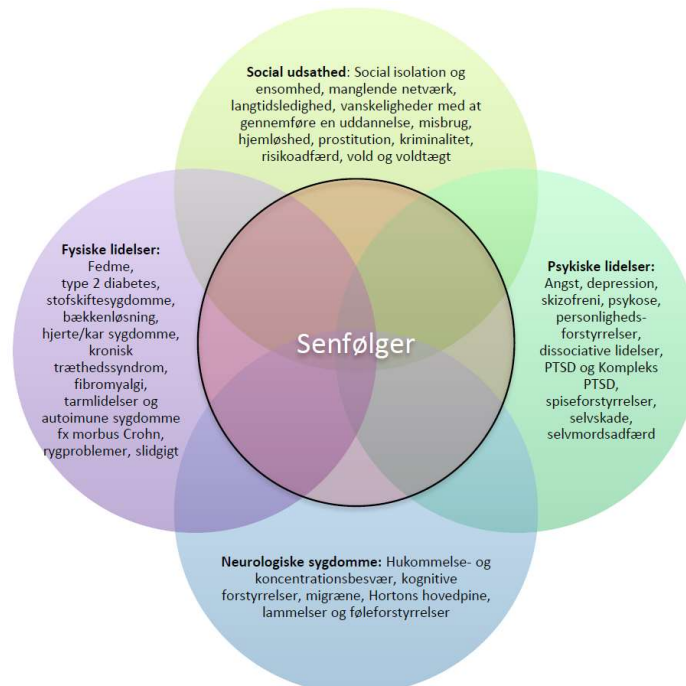 Social udsathed: Social isolation og
ensomhed, manglende netværk,
langtidsledighed, vanskeligheder med at
gennemføre en uddannelse, misbrug,
hjemløshed, prostitution, kriminalitet,
risikoadfærd, vold og voldtægt
Fysiske lidelser:
Fedme,
type 2 diabetes,
stofskiftesygdomme,
bækkenløsning,
hjerte/kar sygdomme,
kronisk
træthedssyndrom,
fibromyalgi,
tarmlidelser og
autoimune sygdomme
fx morbus Crohn,
rygproblemer, slidgigt
Senfølger
Psykiske lidelser:
Angst, depression,
skizofreni, psykose,
personligheds-
forstyrrelser,
dissociative lidelser,
PTSD og Kompleks
PTSD,
spiseforstyrrelser,
selvskade,
selvmordsadfærd
Neurologiske sygdomme: Hukommelse- og
koncentrationsbesvær, kognitive
forstyrrelser, migræne, Hortons hovedpine,
lammelser og føleforstyrrelser